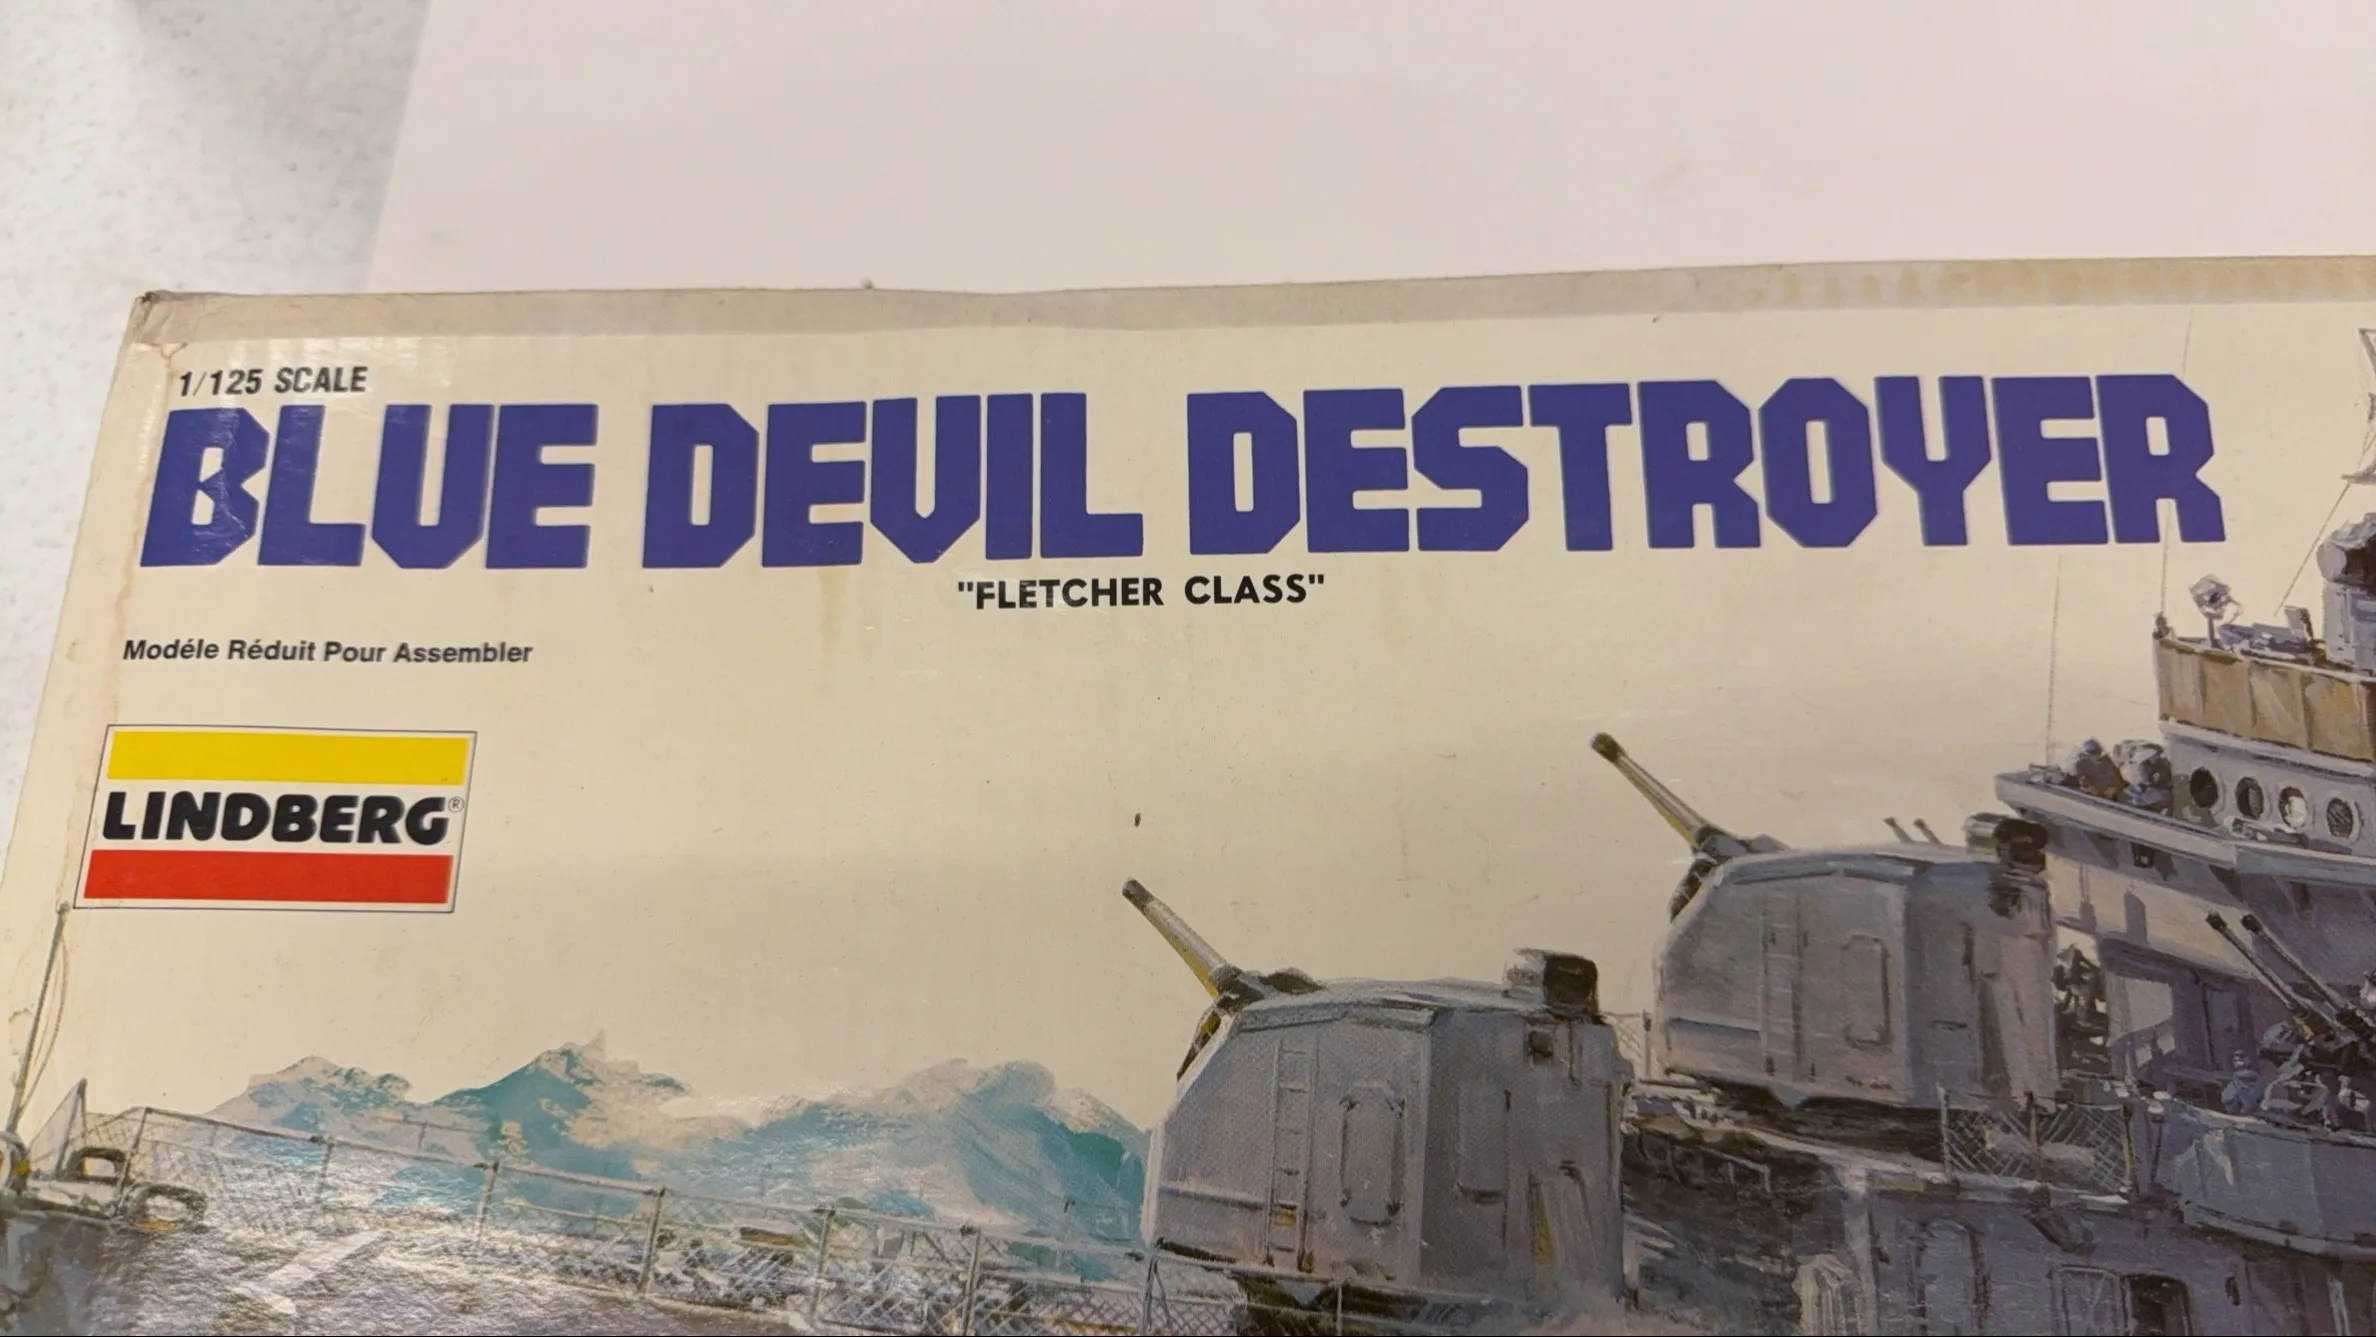 1/125 SCALE
BLUE DEVIL DESTROYER
"FLETCHER CLASS"
Modéle Réduit Pour Assembler
LINDBERG®